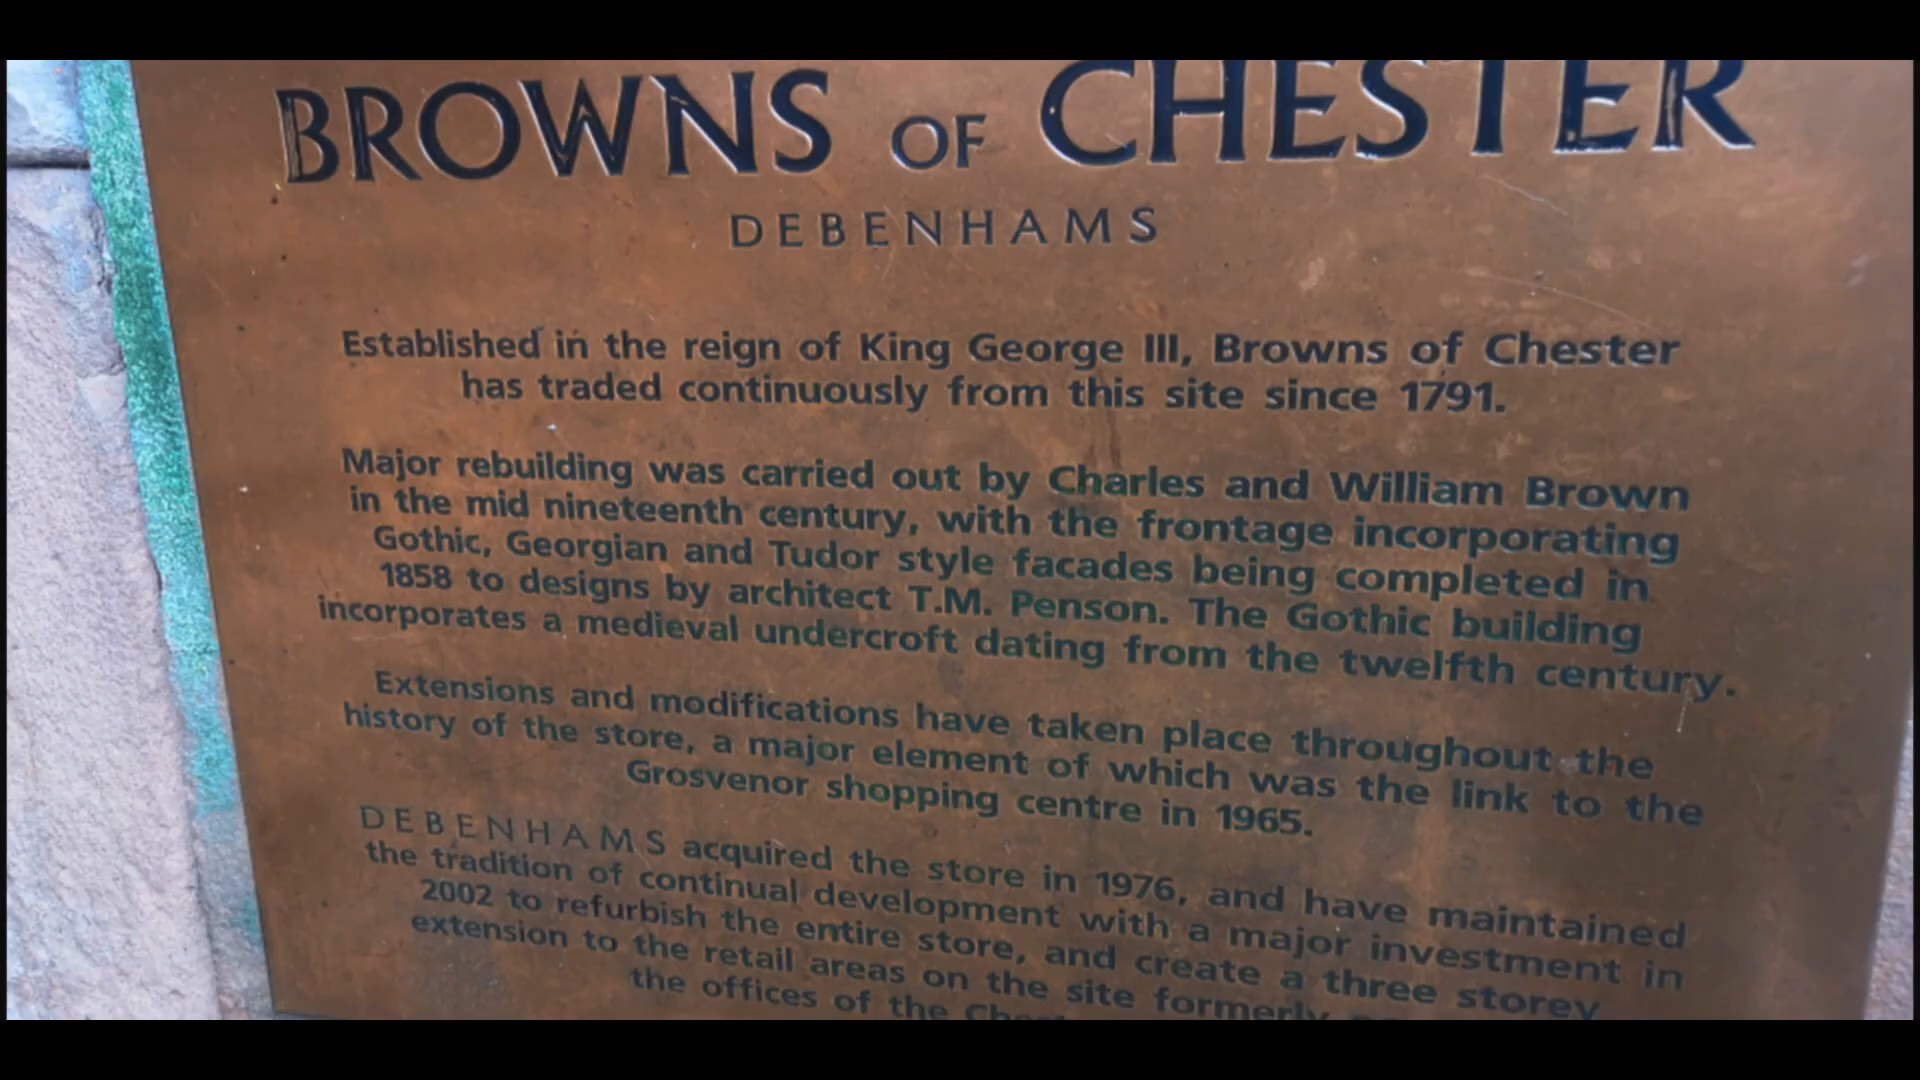 BROWNS OF CHESTER
DEBENHAMS
Established in the reign of King George III, Browns of Chester
has traded continuously from this site since 1791.
Major rebuilding was carried out by Charles and William Brown
in the mid nineteenth century, with the frontage incorporating
Gothic, Georgian and Tudor style facades being completed in
1858 to designs by architect T.M. Penson. The Gothic building
incorporates a medieval undercroft dating from the twelfth century.
Extensions and modifications have taken place throughout the
history of the store, a major element of which was the link to the
Grosvenor shopping centre in 1965.
DEBENHAMS acquired the store in 1976, and have maintained
the tradition of continual development with a major investment in
2002 to refurbish the entire store, and create a three storey
extension to the retail areas on the site formerly
the offices of the